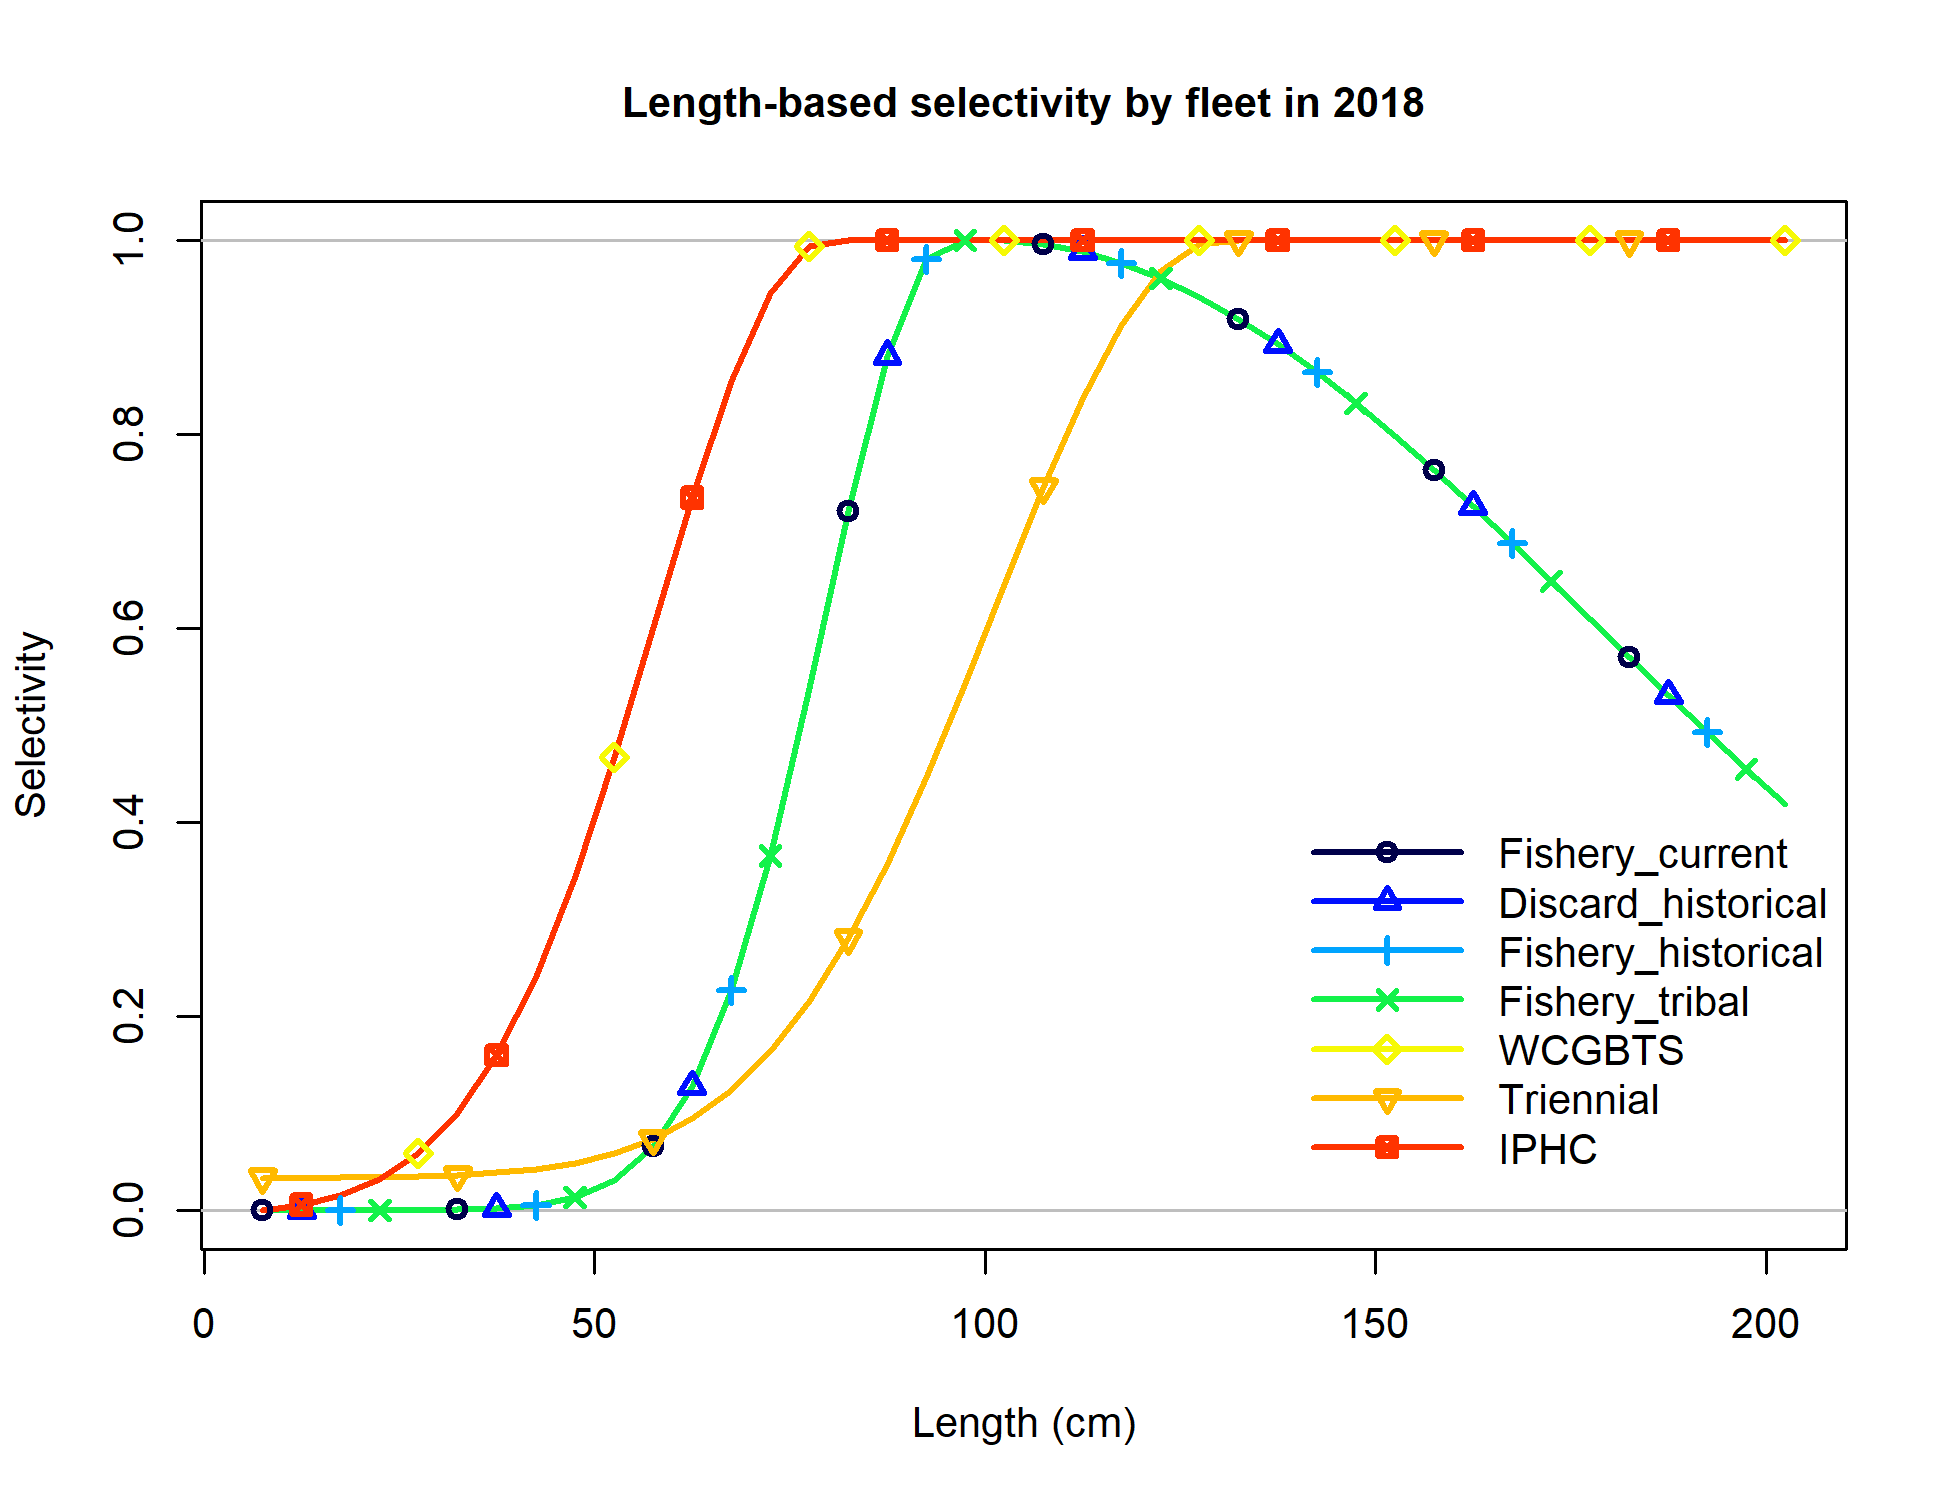 Length-based selectivity by fleet in 2018
Selectivity
1.0
0.8
0.6
0.4
0.2
0.0
0 50 100 150 200
Length (cm)
Fishery_current
Discard_historical
Fishery_historical
Fishery_tribal
WCGBTS
Triennial
IPHC